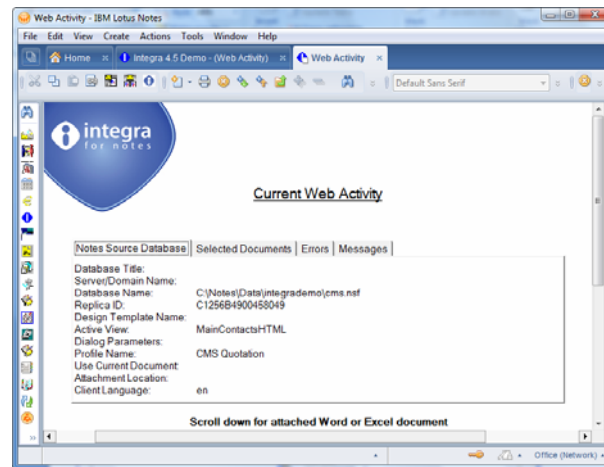 Web Activity - IBM Lotus Notes
File Edit View Create Actions Tools Window Help
Home Integra 4.5 Demo - (Web Activity) Web Activity
Default Sans Serif
integra
for notes
Current Web Activity
Notes Source Database Selected Documents Errors Messages
Database Title:
Server/Domain Name:
Database Name: C:\Notes\Data\integrademo\cms.nsf
Replica ID: C1256B4900458049
Design Template Name:
Active View: MainContactsHTML
Dialog Parameters:
Profile Name: CMS Quotation
Use Current Document:
Attachment Location:
Client Language: en
Scroll down for attached Word or Excel document
Office (Network)